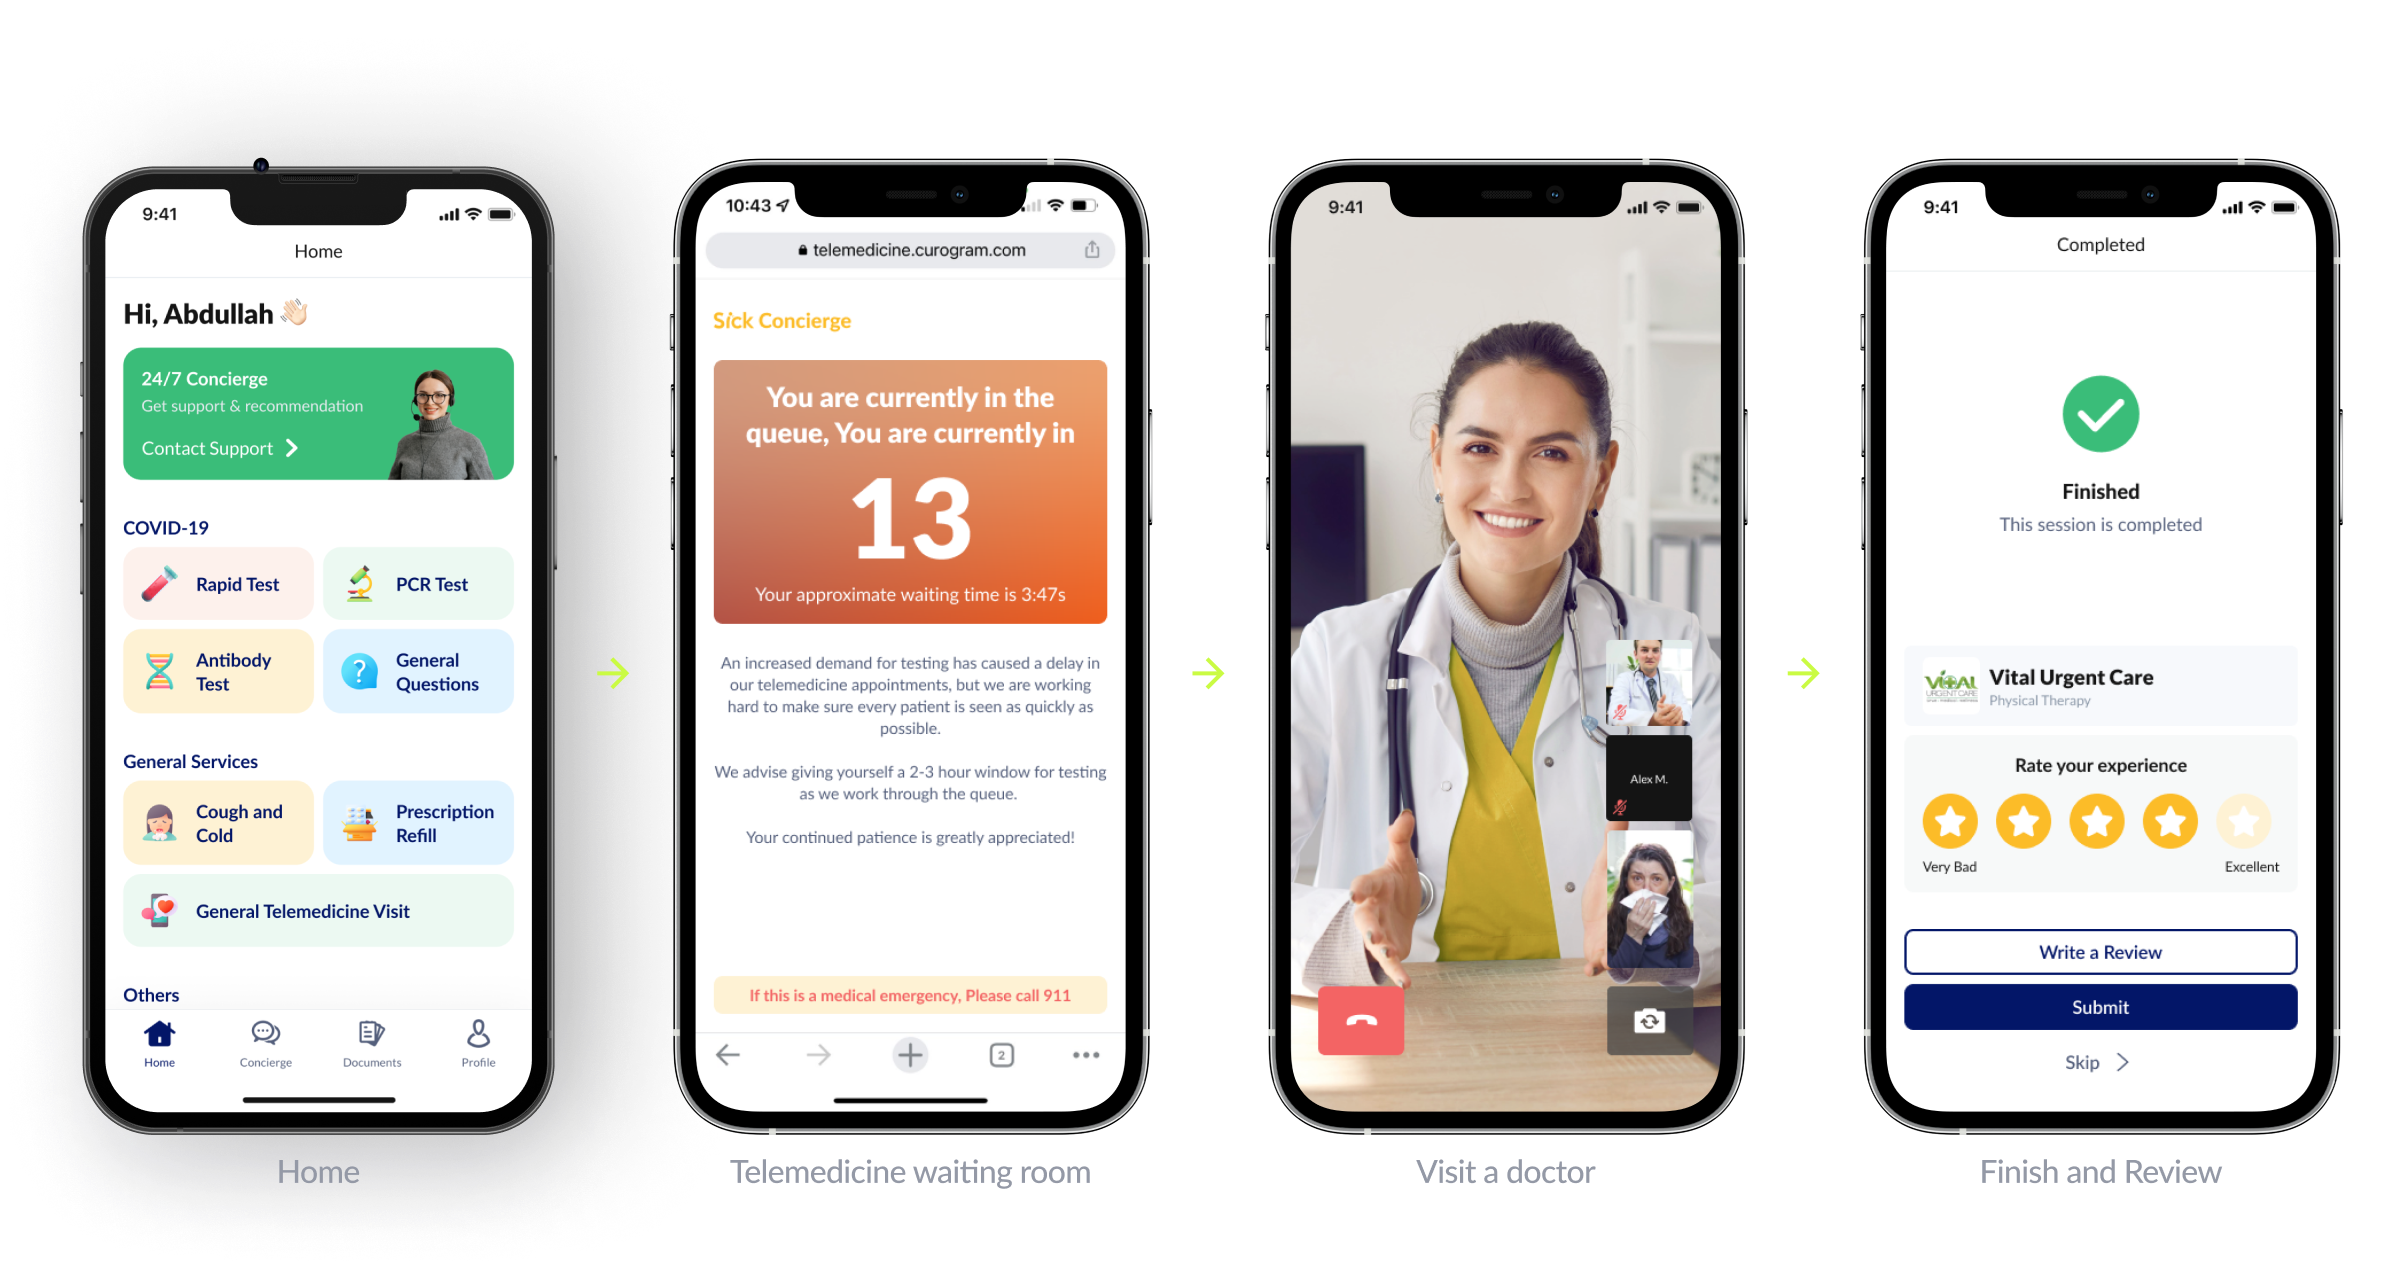 9:41
Home
Hi, Abdullah
24/7 Concierge
Get support & recommendation
Contact Support
COVID-19
Rapid Test
PCR Test
Antibody
Test
General
Questions
General Services
Cough and
Cold
Prescription
Refill
General Telemedicine Visit
Others
Home
Concierge
Documents
Profile
Home
10:43
telemedicine.curogram.com
Sick Concierge
You are currently in the
queue, You are currently in
13
Your approximate waiting time is 3:47s
An increased demand for testing has caused a delay in
our telemedicine appointments, but we are working
hard to make sure every patient is seen as quickly as
possible.
We advise giving yourself a 2-3 hour window for testing
as we work through the queue.
Your continued patience is greatly appreciated!
If this is a medical emergency, Please call 911
2
Telemedicine waiting room
9:41
Alex M.
Visit a doctor
9:41
Completed
Finished
This session is completed
VITAL
URGENT CARE
Vital Urgent Care
Physical Therapy
Rate your experience
Very Bad
Excellent
Write a Review
Submit
Skip
Finish and Review